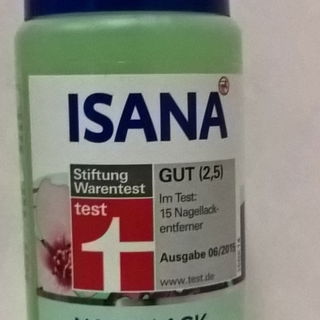 ISANA
Stiftung
Warentest
test
GUT (2,5)
Im Test:
15 Nagellack-
entferner
Ausgabe 06/2015
www.test.de